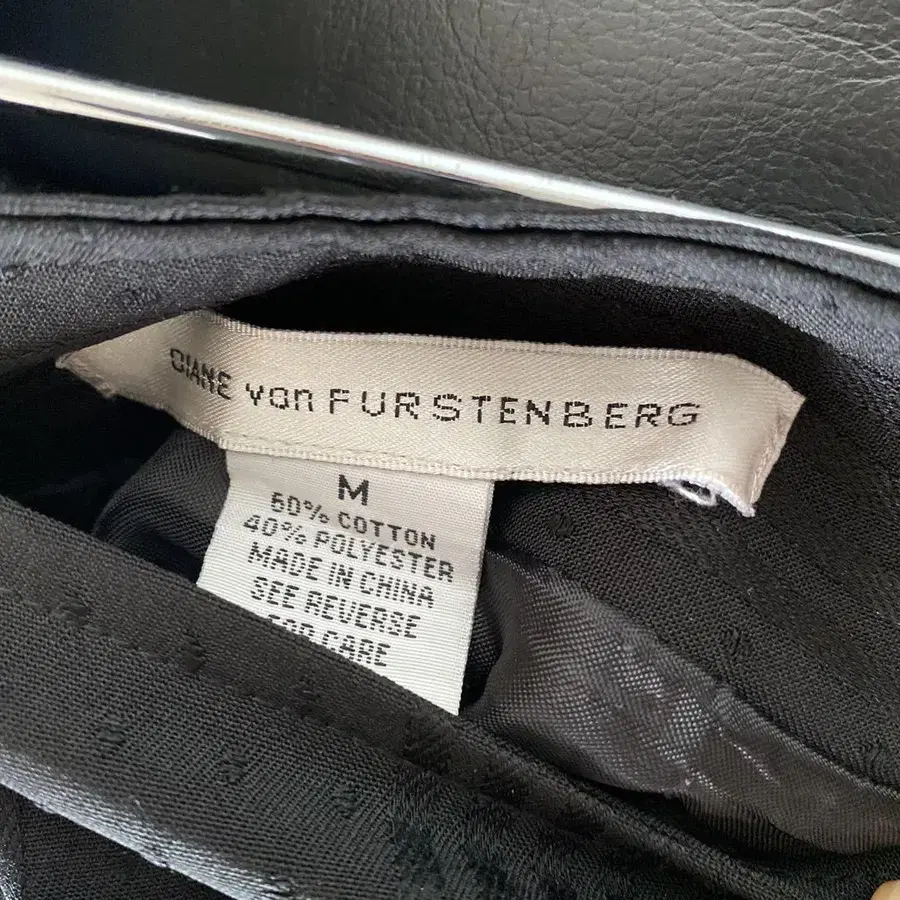 DIANE von FURSTENBERG
M
60% COTTON
40% POLYESTER
MADE IN CHINA
SEE REVERSE
FOR CARE